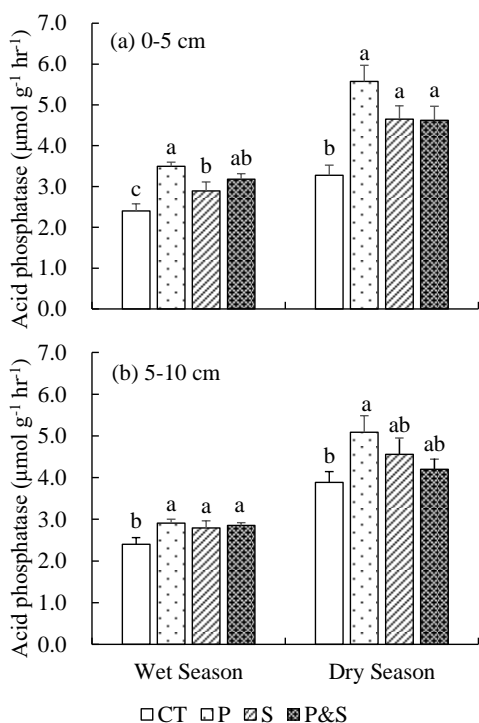 (a) 0-5 cm
Acid phosphatase (μmol g⁻¹ hr⁻¹)
7.0
6.0
5.0
4.0
3.0
2.0
1.0
0.0
c
a
b
ab
b
a
a
a
(b) 5-10 cm
Acid phosphatase (μmol g⁻¹ hr⁻¹)
7.0
6.0
5.0
4.0
3.0
2.0
1.0
0.0
b
a
a
a
b
a
ab
ab
Wet Season
Dry Season
CT P S P&S